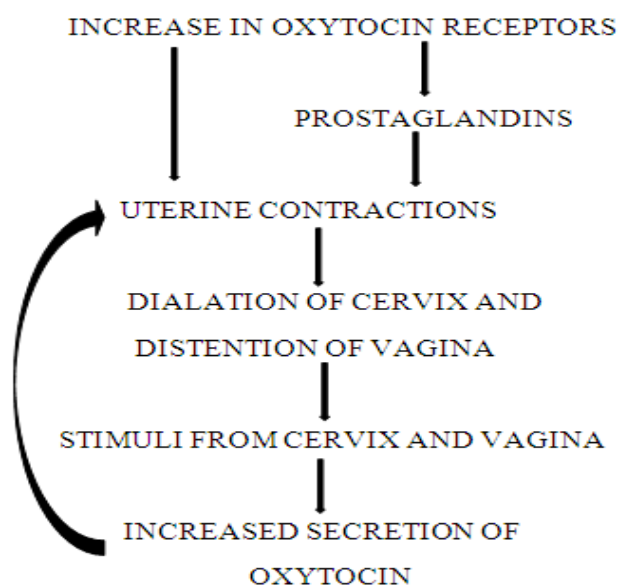 INCREASE IN OXYTOCIN RECEPTORS
PROSTAGLANDINS
UTERINE CONTRACTIONS
DIALATION OF CERVIX AND
DISTENTION OF VAGINA
STIMULI FROM CERVIX AND VAGINA
INCREASED SECRETION OF
OXYTOCIN